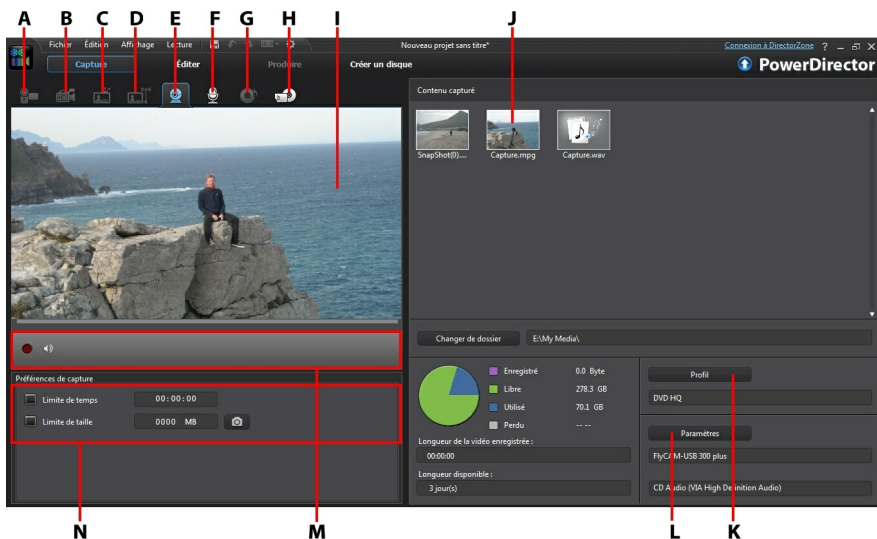 A B C D E F G H I J
Fichier Édition Affichage Lecture
Nouveau projet sans titre*
Connexion à DirectorZone ?
Capture Éditer Produire Créer un disque
PowerDirector
Contenu capturé
SnapShot(0).... Capture.mpg Capture.wav
Changer de dossier E:\My Media\
Préférences de capture
Limite de temps 00:00:00
Limite de taille 0000 MB
Enregistré 0.0 Byte
Libre 278.3 GB
Utilisé 70.1 GB
Perdu -- --
Longueur de la vidéo enregistrée :
00:00:00
Longueur disponible :
3 jour(s)
Profil
DVD HQ
Paramètres
FlyCAM-USB 300 plus
CD Audio (VIA High Definition Audio)
N M L K